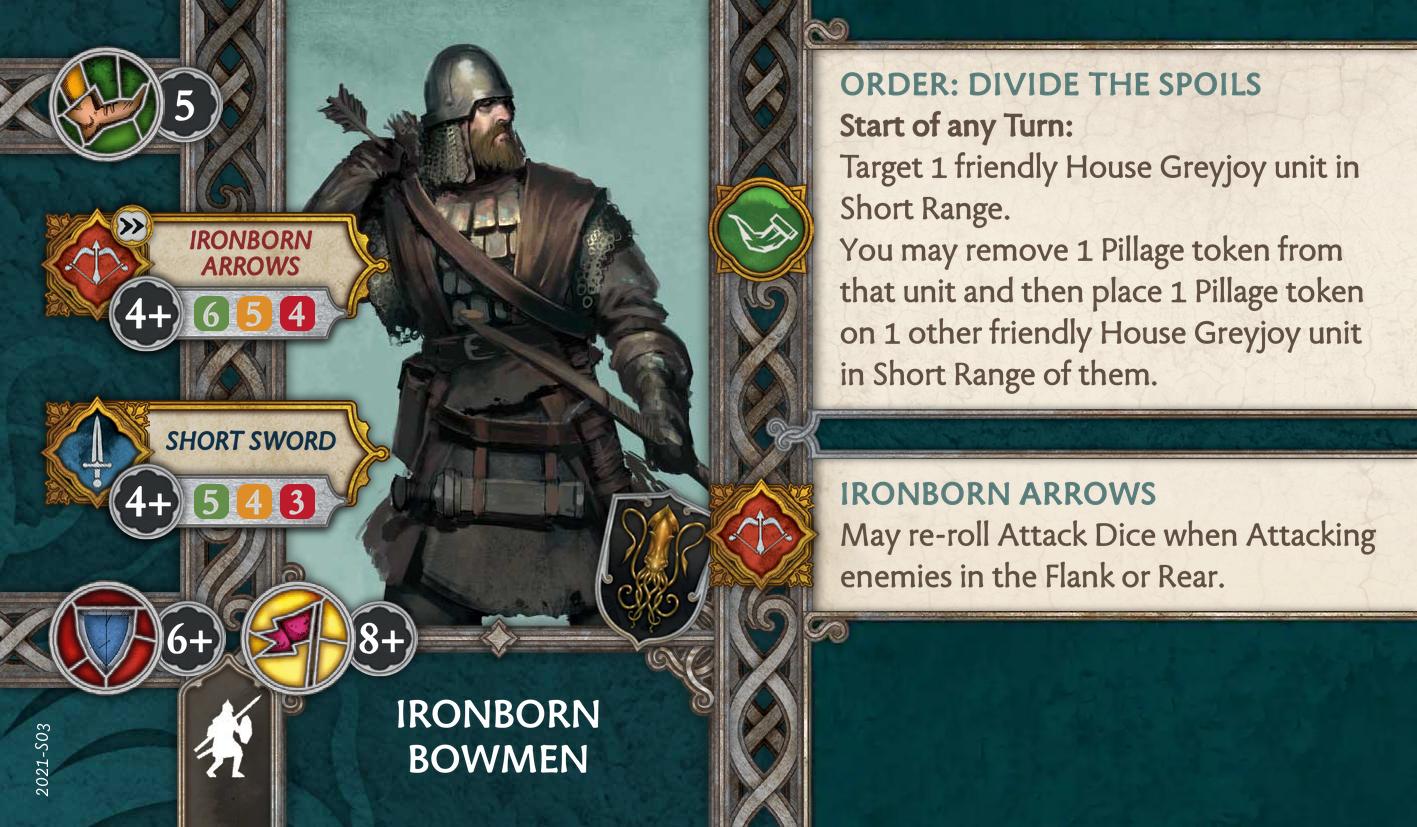 5
IRONBORN
ARROWS
4+
6 5 4
SHORT SWORD
4+
5 4 3
6+
8+
IRONBORN
BOWMEN
2021-S03
ORDER: DIVIDE THE SPOILS
Start of any Turn:
Target 1 friendly House Greyjoy unit in
Short Range.
You may remove 1 Pillage token from
that unit and then place 1 Pillage token
on 1 other friendly House Greyjoy unit
in Short Range of them.
IRONBORN ARROWS
May re-roll Attack Dice when Attacking
enemies in the Flank or Rear.